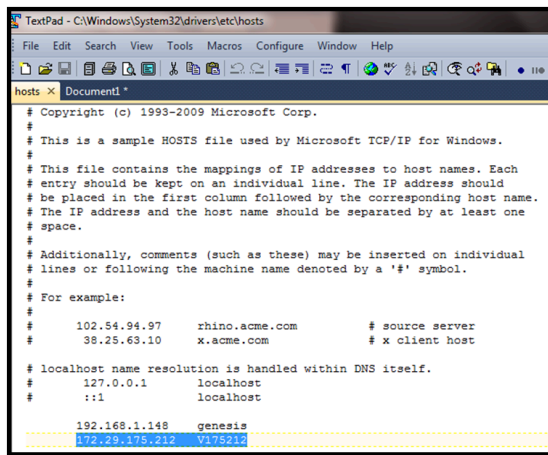 TextPad - C:\Windows\System32\drivers\etc\hosts
File Edit Search View Tools Macros Configure Window Help
hosts Document1 *
# Copyright (c) 1993-2009 Microsoft Corp.
#
# This is a sample HOSTS file used by Microsoft TCP/IP for Windows.
#
# This file contains the mappings of IP addresses to host names. Each
# entry should be kept on an individual line. The IP address should
# be placed in the first column followed by the corresponding host name.
# The IP address and the host name should be separated by at least one
# space.
#
# Additionally, comments (such as these) may be inserted on individual
# lines or following the machine name denoted by a '#' symbol.
#
# For example:
#
# 102.54.94.97 rhino.acme.com # source server
# 38.25.63.10 x.acme.com # x client host
# localhost name resolution is handled within DNS itself.
# 127.0.0.1 localhost
# ::1 localhost
192.168.1.148 genesis
172.29.175.212 V175212